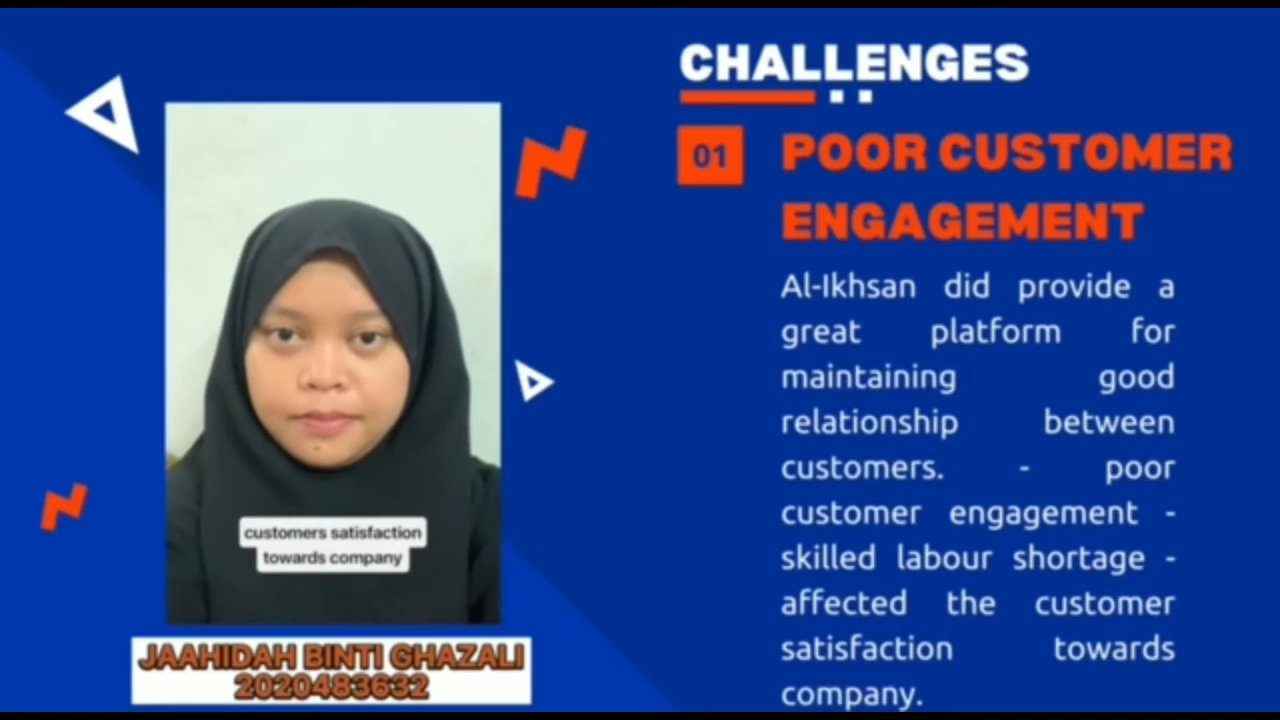 CHALLENGES
01
POOR CUSTOMER
ENGAGEMENT
Al-Ikhsan did provide a
great platform for
maintaining good
relationship between
customers. - poor
customer engagement -
skilled labour shortage -
affected the customer
satisfaction towards
company.
customers satisfaction
towards company
JAAHIDAH BINTI GHAZALI
2020483632